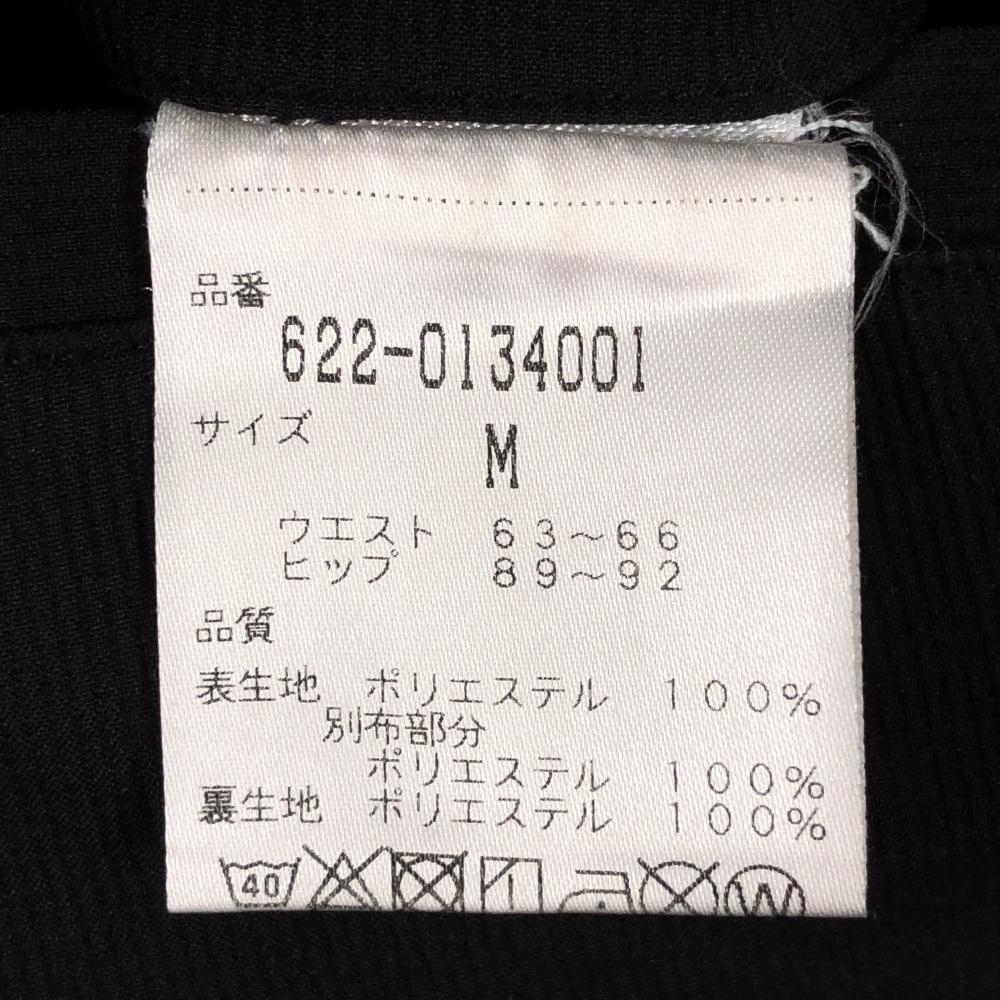 品番
622-0134001
サイズ
M
ウエスト 63～66
ヒップ 89～92
品質
表生地 ポリエステル 100%
別布部分
ポリエステル 100%
裏生地 ポリエステル 100%
40 W